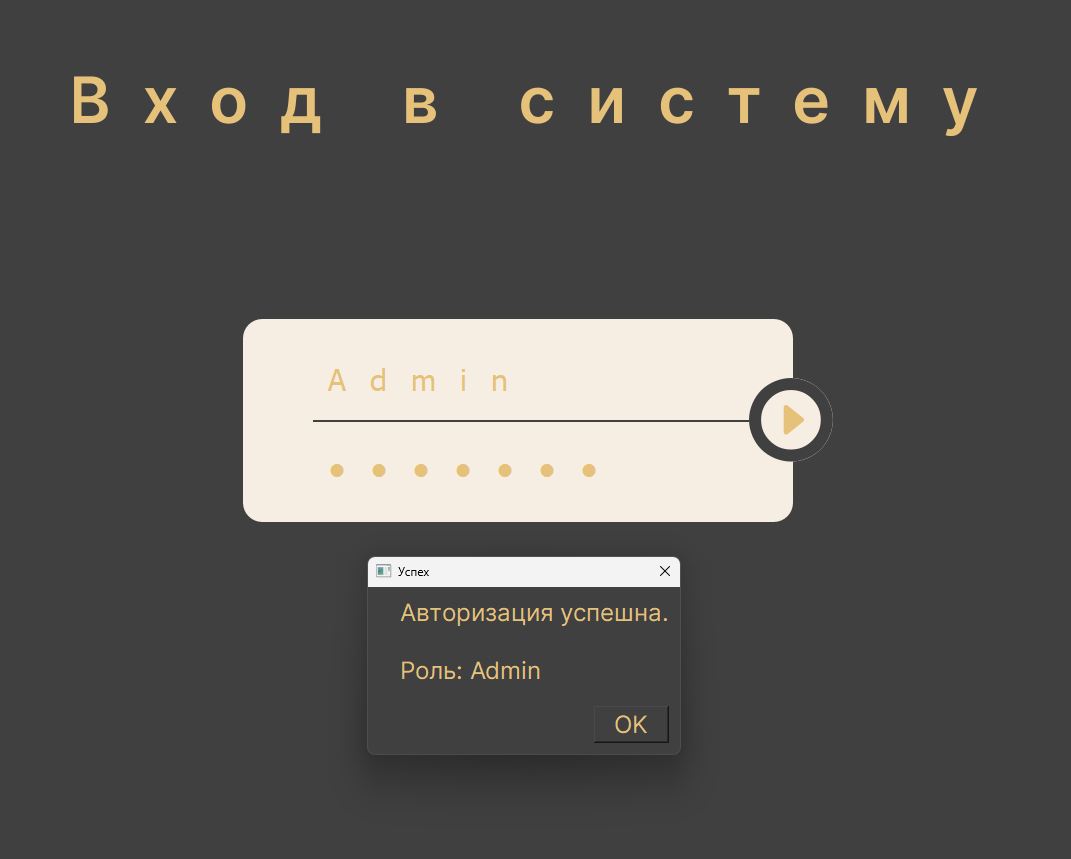 Вход в систему
Admin
Успех
Авторизация успешна.
Роль: Admin
OK